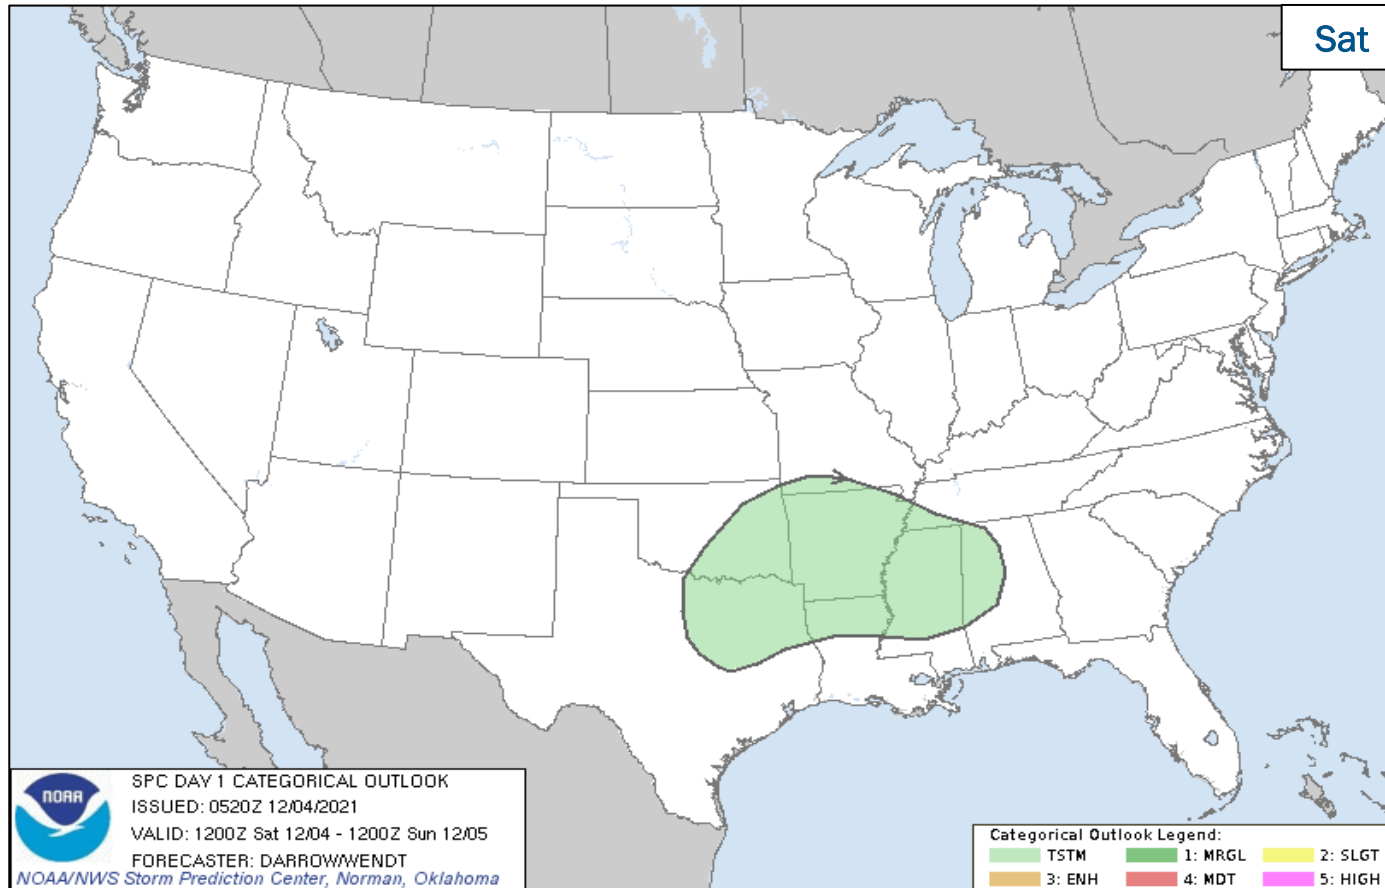 Sat
NOAA
SPC DAY 1 CATEGORICAL OUTLOOK
ISSUED: 0520Z 12/04/2021
VALID: 1200Z Sat 12/04 - 1200Z Sun 12/05
FORECASTER: DARROW/WENDT
NOAA/NWS Storm Prediction Center, Norman, Oklahoma
Categorical Outlook Legend:
TSTM 1: MRGL 2: SLGT
3: ENH 4: MDT 5: HIGH